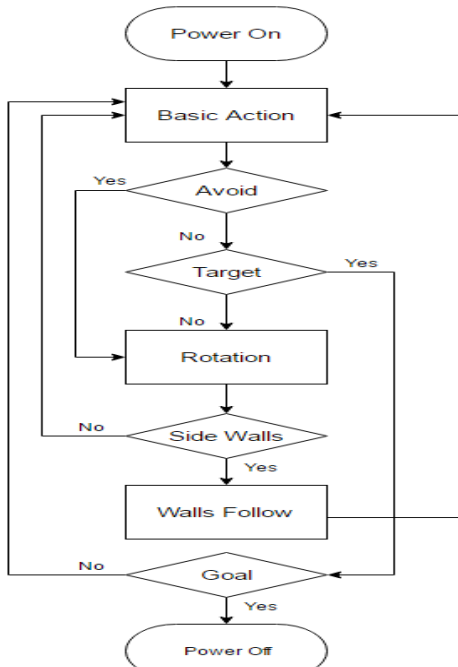 Power On
Basic Action
Yes
Avoid
No
Target
Yes
No
Rotation
No
Side Walls
Yes
Walls Follow
No
Goal
Yes
Power Off